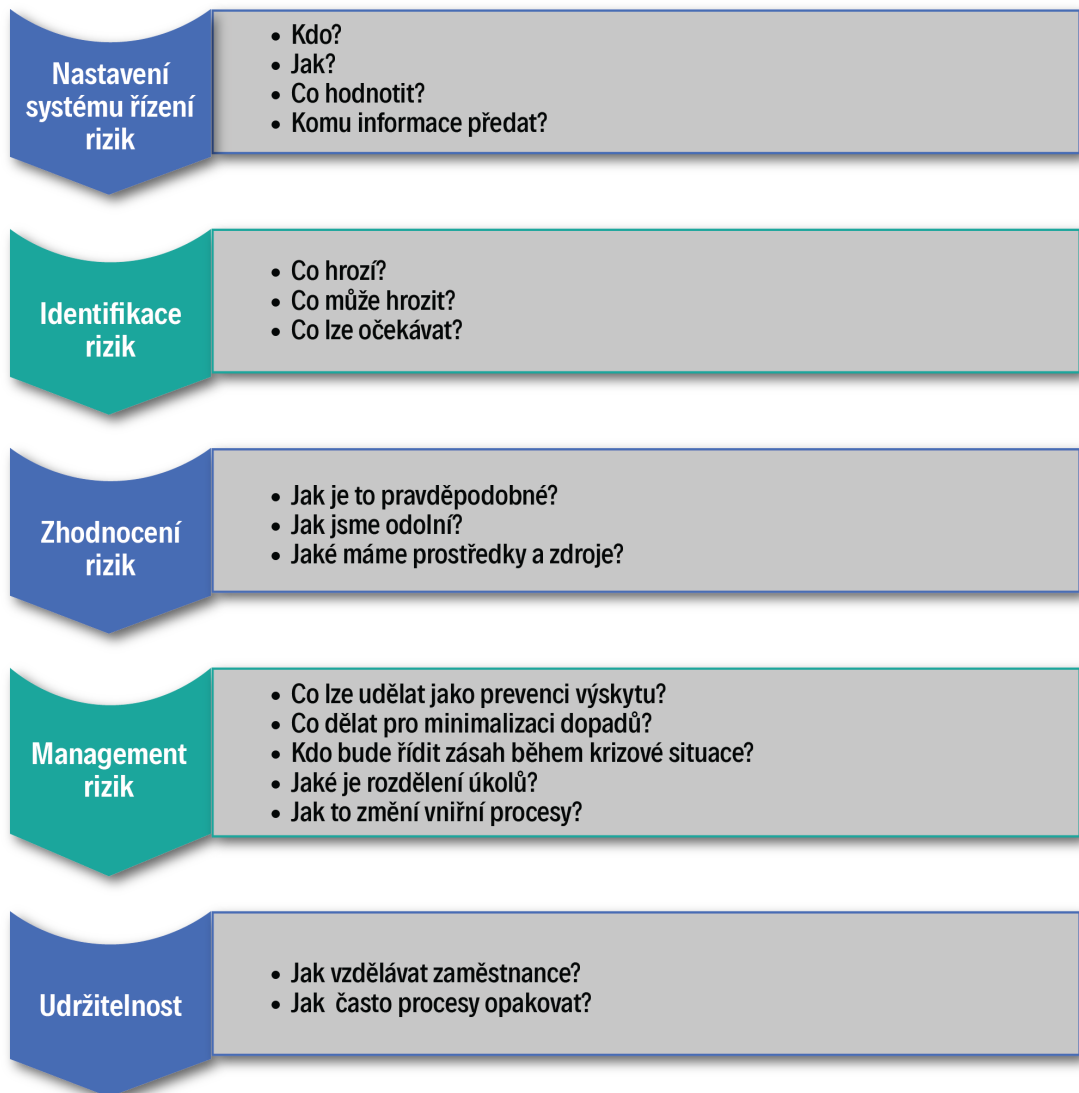 Nastavení
systému řízení
rizik
• Kdo?
• Jak?
• Co hodnotit?
• Komu informace předat?
Identifikace
rizik
• Co hrozí?
• Co může hrozit?
• Co lze očekávat?
Zhodnocení
rizik
• Jak je to pravděpodobné?
• Jak jsme odolní?
• Jaké máme prostředky a zdroje?
Management
rizik
• Co lze udělat jako prevenci výskytu?
• Co dělat pro minimalizaci dopadů?
• Kdo bude řídit zásah během krizové situace?
• Jaké je rozdělení úkolů?
• Jak to změní vniřní procesy?
Udržitelnost
• Jak vzdělávat zaměstnance?
• Jak  často procesy opakovat?